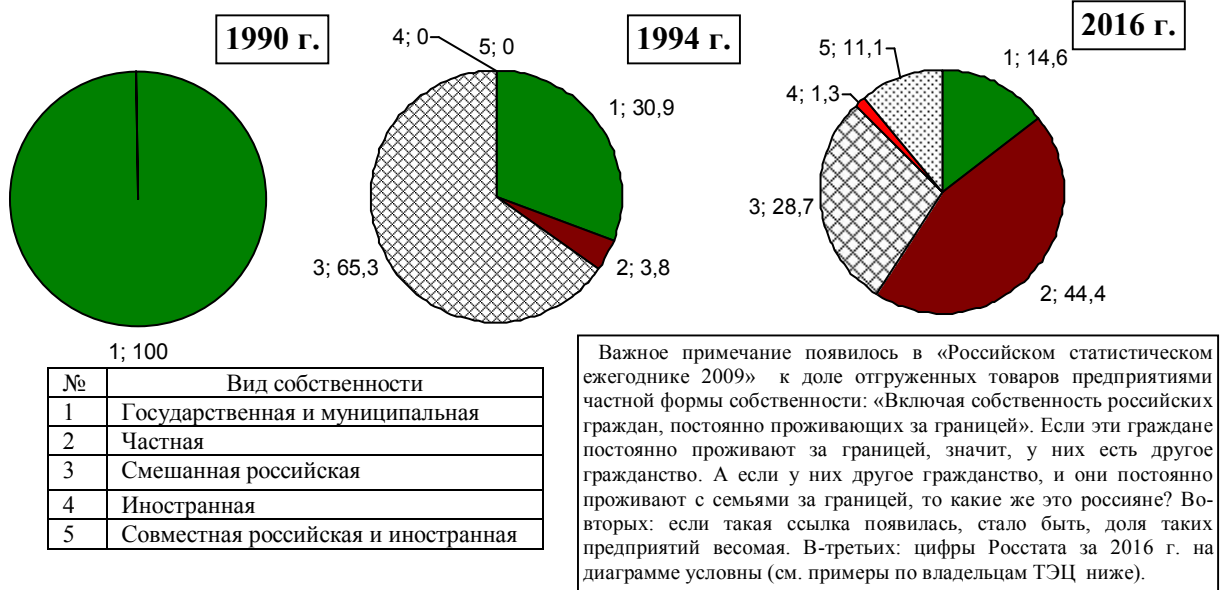 1990 г.
1994 г.
2016 г.
1; 100
4; 0
5; 0
1; 30,9
3; 65,3
2; 3,8
5; 11,1
1; 14,6
4; 1,3
3; 28,7
2; 44,4
№ Вид собственности
1 Государственная и муниципальная
2 Частная
3 Смешанная российская
4 Иностранная
5 Совместная российская и иностранная
Важное примечание появилось в «Российском статистическом
ежегоднике 2009» к доле отгруженных товаров предприятиями
частной формы собственности: «Включая собственность российских
граждан, постоянно проживающих за границей». Если эти граждане
постоянно проживают за границей, значит, у них есть другое
гражданство. А если у них другое гражданство, и они постоянно
проживают с семьями за границей, то какие же это россияне? Во-
вторых: если такая ссылка появилась, стало быть, доля таких
предприятий весомая. В-третьих: цифры Росстата за 2016 г. на
диаграмме условны (см. примеры по владельцам ТЭЦ ниже).